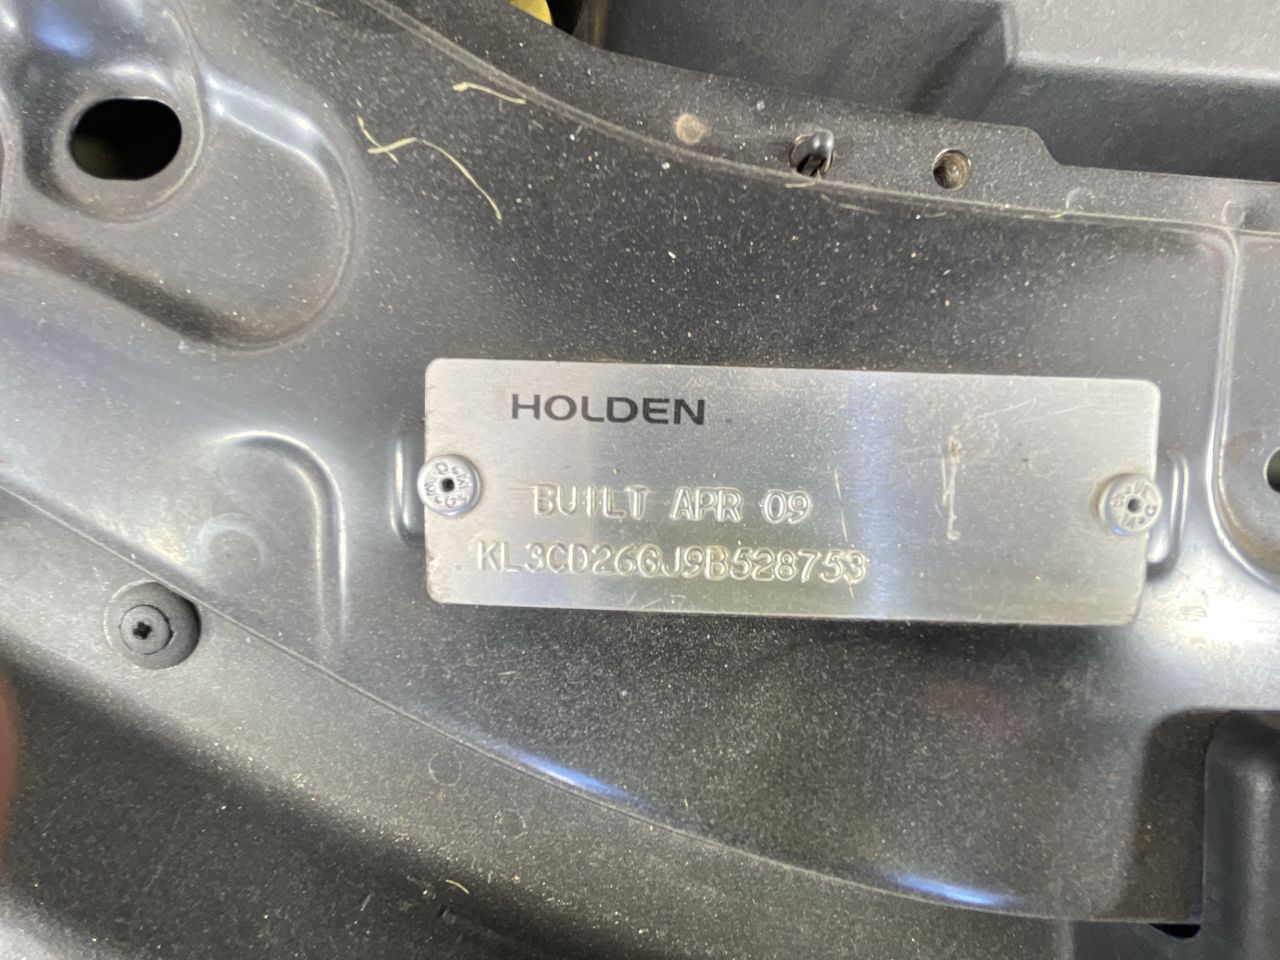 HOLDEN
BUILT APR 09
KL3CD26GJ9B528753